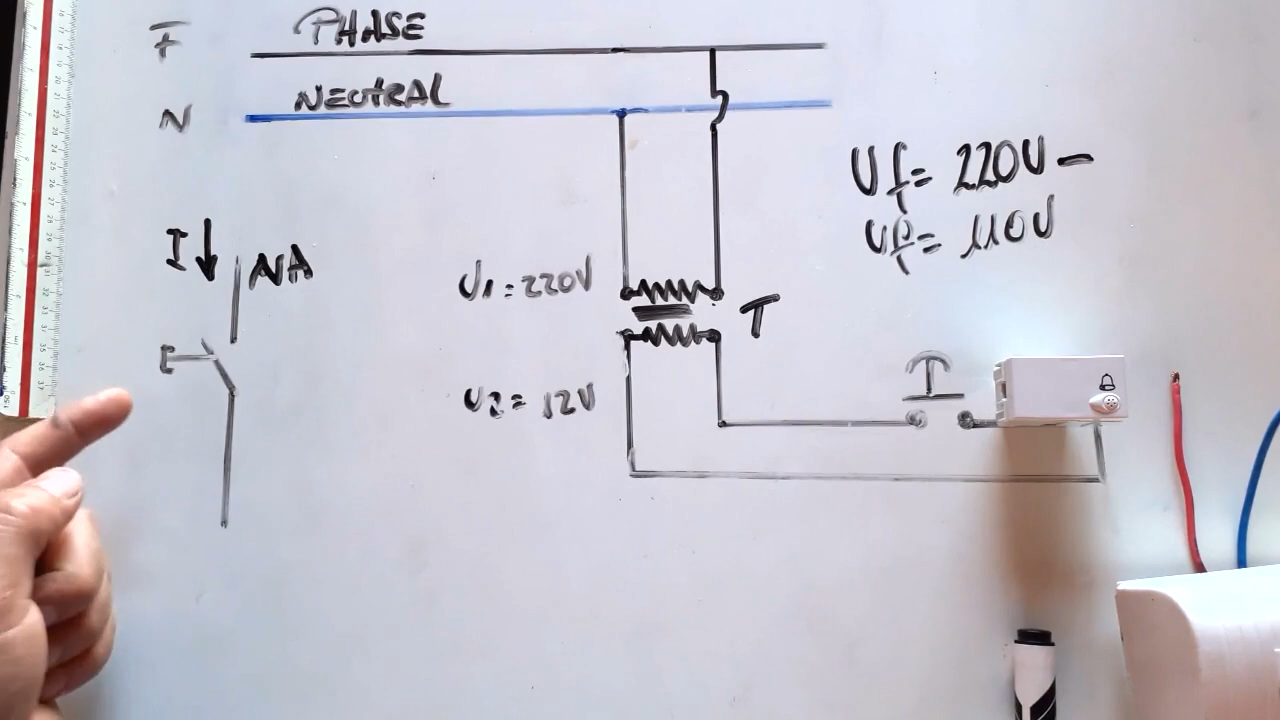 F PHASE
N NEUTRAL
Uf= 220V -
Uf= 110V
I NA
U1=220V
T
U2= 12V